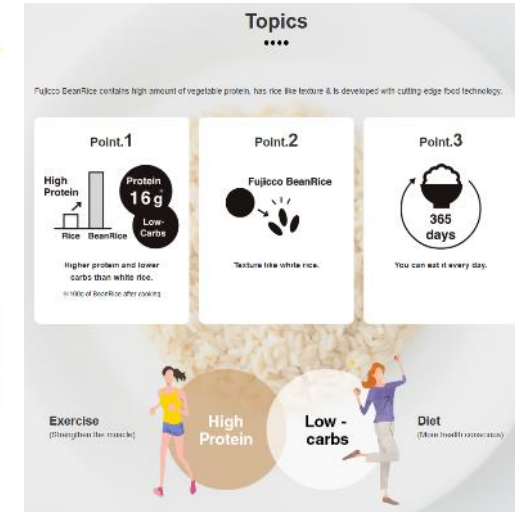 Topics
Fujicco BeanRice contains high amount of vegetable protein, has rice like texture & is developed with cutting edge food technology.
Point.1
High
Protein
Protein
16g
Low-
Carbs
Rice BeanRice
Higher protein and lower
carbs than white rice.
※100g of BeanRice after cooking
Point.2
Fujicco BeanRice
Texture like white rice.
Point.3
365
days
You can eat it every day.
Exercise
(Strengthen the muscle)
High
Protein
Low -
carbs
Diet
(More health conscious)